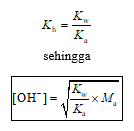 K_h = K_w / K_a
sehingga
[OH⁻] = √(K_w / K_a × M_a)